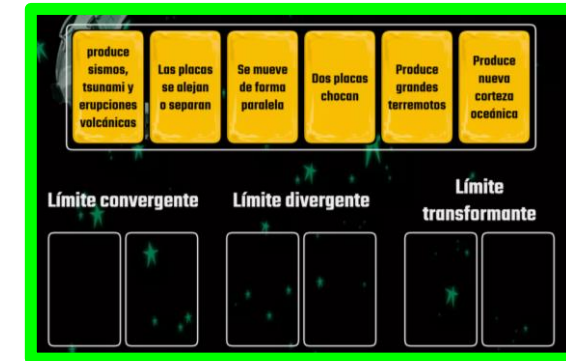 produce
sismos,
tsunami y
erupciones
volcánicas
Las placas
se alejan
o separan
Se mueve
de forma
paralela
Dos placas
chocan
Produce
grandes
terremotos
Produce
nueva
corteza
oceánica
Límite convergente
Límite divergente
Límite
transformante